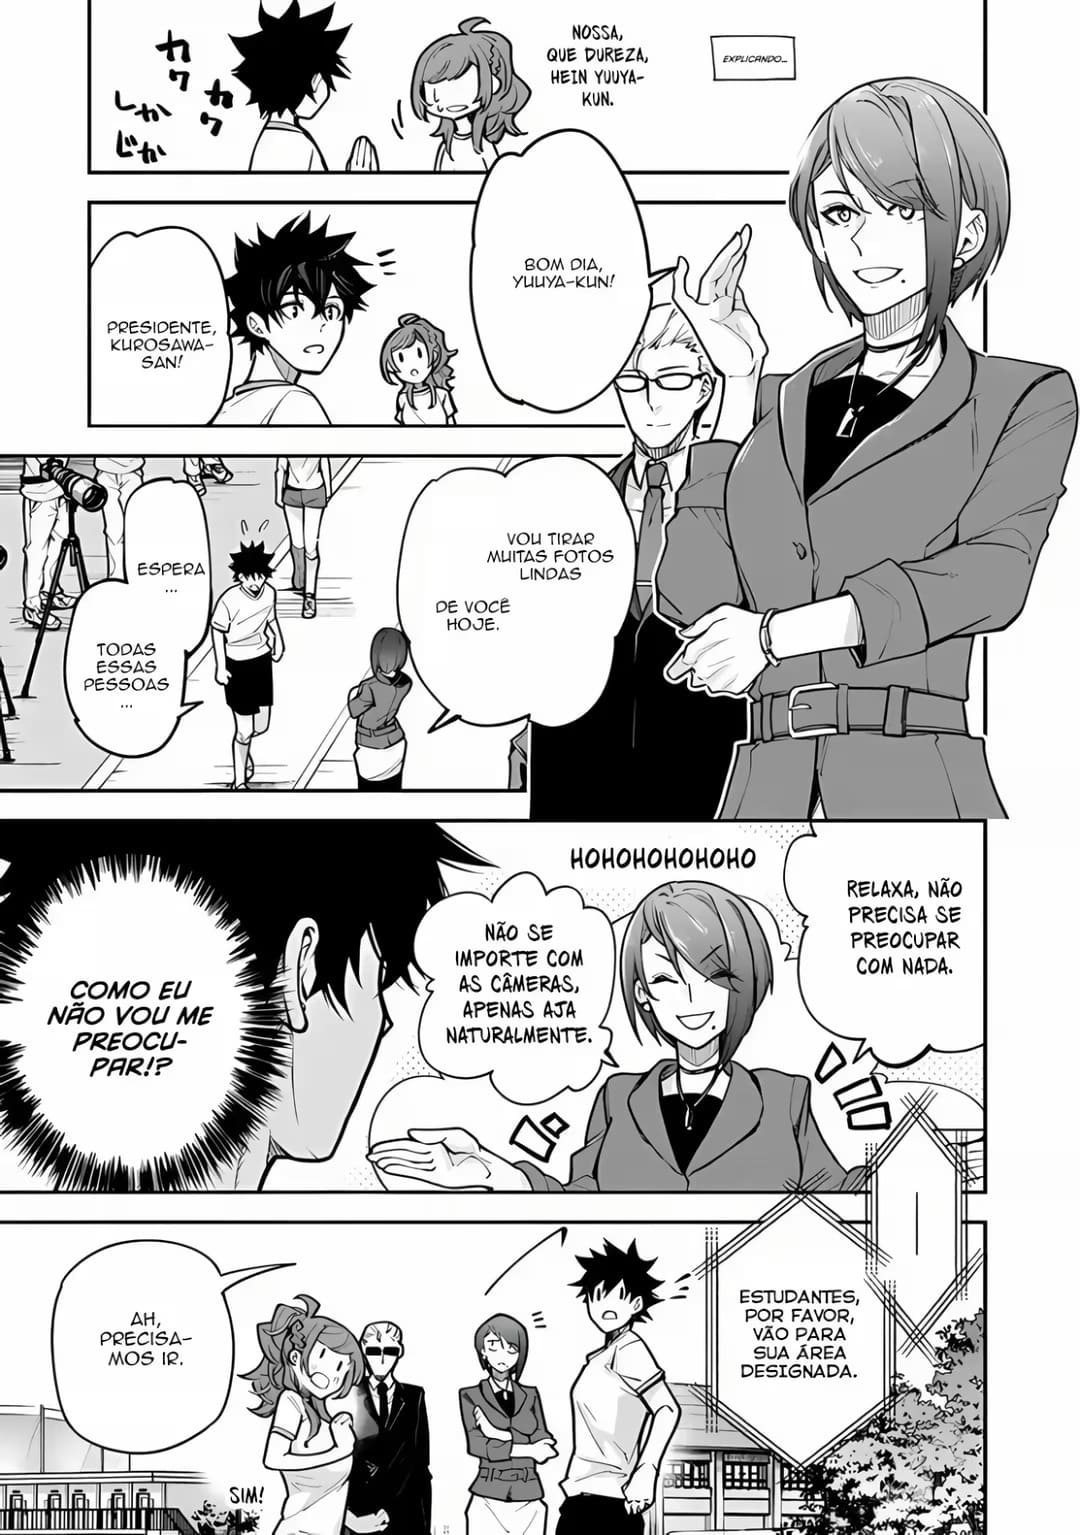 EXPLICANDO...
NOSSA,
QUE DUREZA,
HEIN YUUYA-
KUN.
カク
カク
しか
じか
BOM DIA,
YUUYA-KUN!
PRESIDENTE,
KUROSAWA-
SAN!
VOU TIRAR
MUITAS FOTOS
LINDAS
DE VOCÊ
HOJE.
ESPERA
...
TODAS
ESSAS
PESSOAS
...
RELAXA, NÃO
PRECISA SE
PREOCUPAR
COM NADA.
HOHOHOHOHOHO
NÃO SE
IMPORTE COM
AS CÂMERAS,
APENAS AJA
NATURALMENTE.
COMO EU
NÃO VOU ME
PREOCU-
PAR!?
ESTUDANTES,
POR FAVOR,
VÃO PARA
SUA ÁREA
DESIGNADA.
AH,
PRECISA-
MOS IR.
SIM!